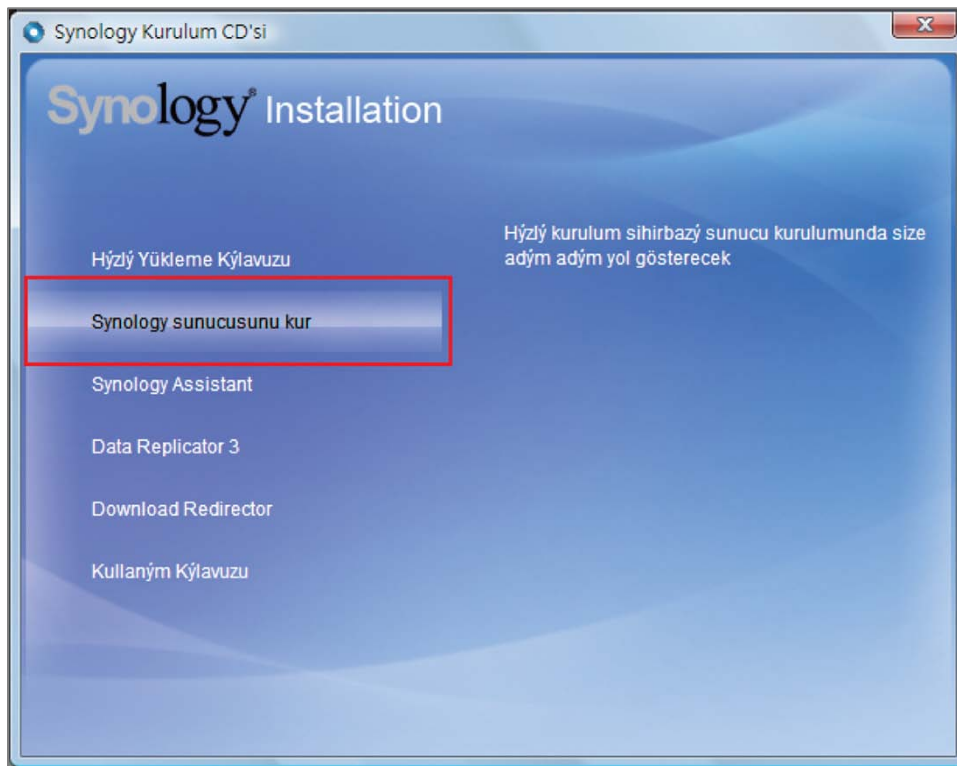 Synology Kurulum CD'si
Synology® Installation
Hýzlý Yükleme Kýlavuzu
Synology sunucusunu kur
Synology Assistant
Data Replicator 3
Download Redirector
Kullaným Kýlavuzu
Hýzlý kurulum sihirbazý sunucu kurulumunda size
adým adým yol gösterecek